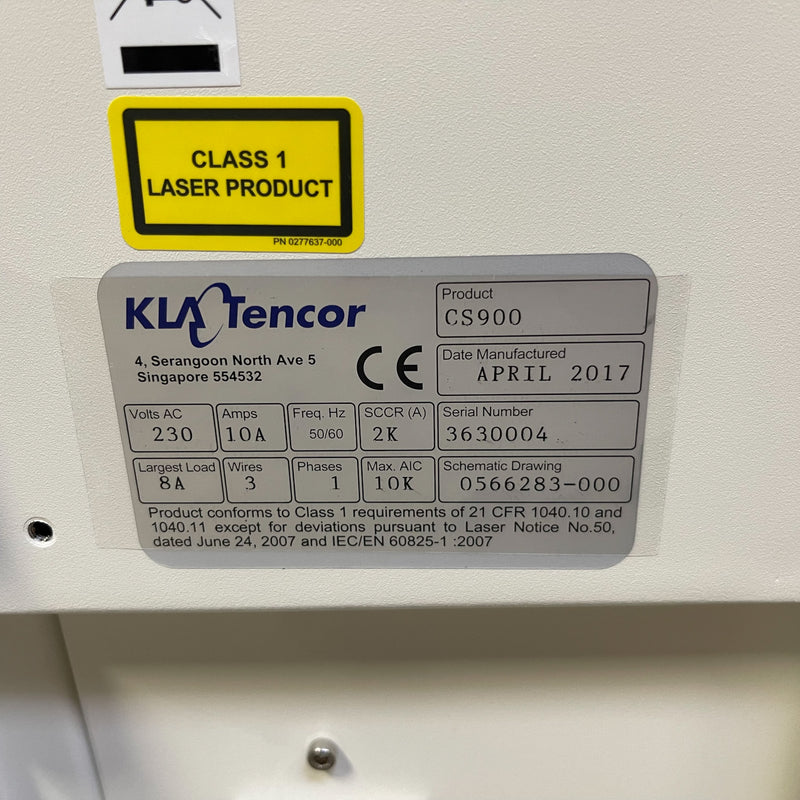 CLASS 1
LASER PRODUCT
PN 0277637-000
KLA Tencor
4, Serangoon North Ave 5
Singapore 554532
CE
Product
CS900
Date Manufactured
APRIL 2017
Volts AC
230
Amps
10A
Freq. Hz
50/60
SCCR (A)
2K
Serial Number
3630004
Largest Load
8A
Wires
3
Phases
1
Max. AIC
10K
Schematic Drawing
0566283-000
Product conforms to Class 1 requirements of 21 CFR 1040.10 and
1040.11 except for deviations pursuant to Laser Notice No.50,
dated June 24, 2007 and IEC/EN 60825-1 :2007